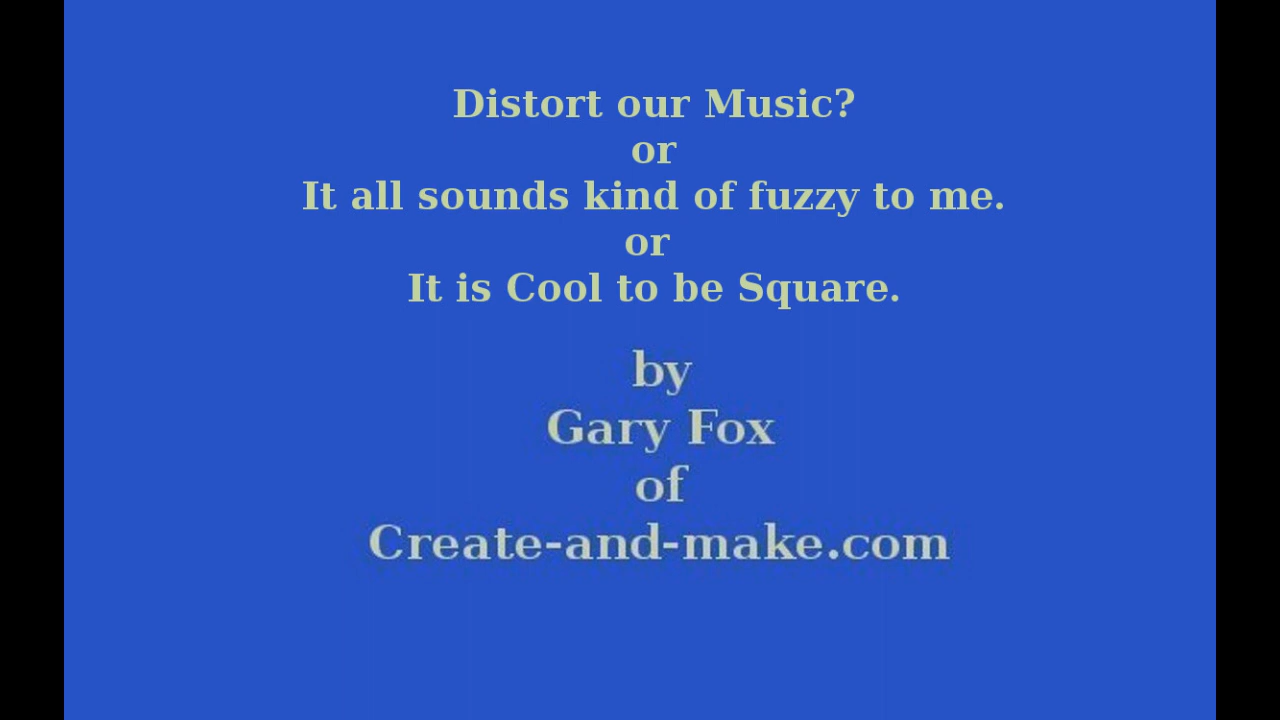 Distort our Music?
or
It all sounds kind of fuzzy to me.
or
It is Cool to be Square.
by
Gary Fox
of
Create-and-make.com